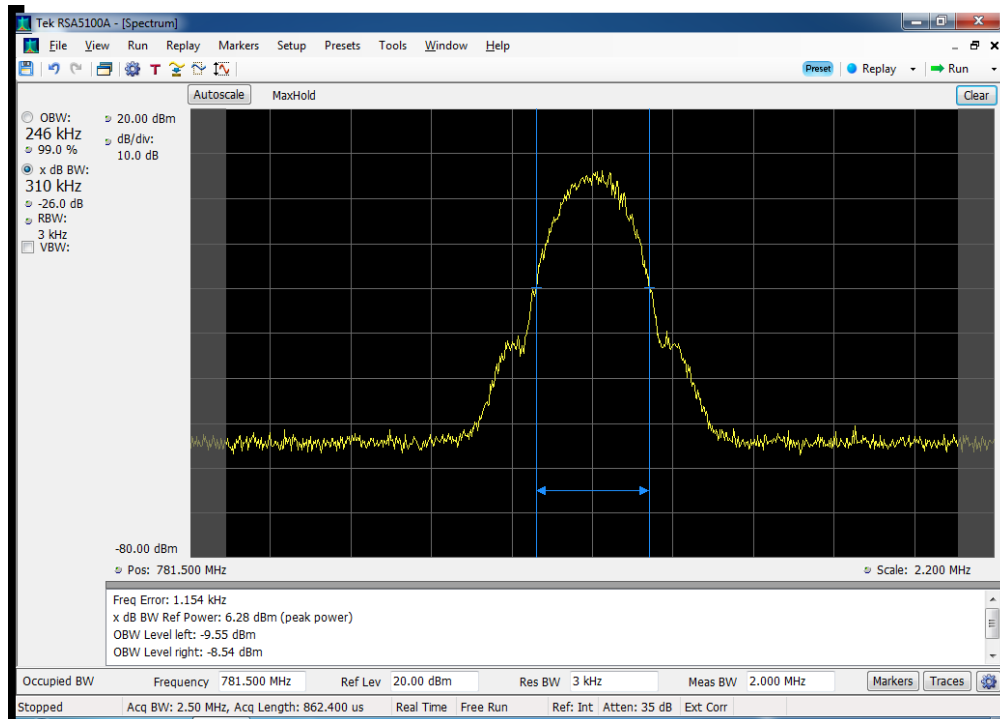 Tek RSA5100A - [Spectrum]
File View Run Replay Markers Setup Presets Tools Window Help
T Preset Replay Run
Autoscale MaxHold Clear
OBW:
246 kHz
99.0 %
x dB BW:
310 kHz
-26.0 dB
RBW:
3 kHz
VBW:
20.00 dBm
dB/div:
10.0 dB
-80.00 dBm
Pos: 781.500 MHz Scale: 2.200 MHz
Freq Error: 1.154 kHz
x dB BW Ref Power: 6.28 dBm (peak power)
OBW Level left: -9.55 dBm
OBW Level right: -8.54 dBm
Occupied BW Frequency 781.500 MHz Ref Lev 20.00 dBm Res BW 3 kHz Meas BW 2.000 MHz Markers Traces
Stopped Acq BW: 2.50 MHz, Acq Length: 862.400 us Real Time Free Run Ref: Int Atten: 35 dB Ext Corr